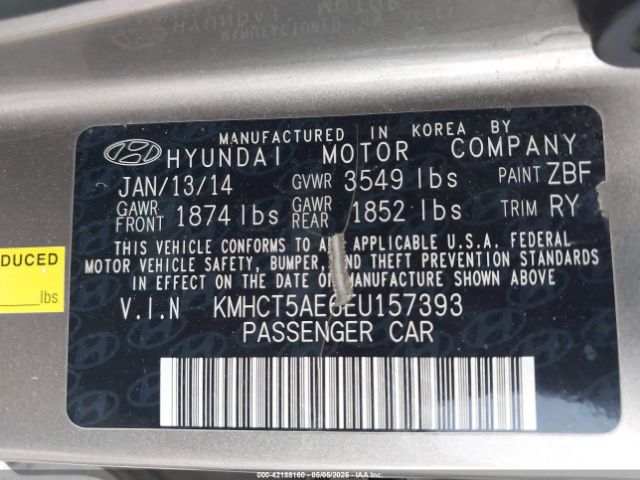 MANUFACTURED IN KOREA BY
HYUNDAI MOTOR COMPANY
JAN/13/14 GVWR 3549 lbs PAINT ZBF
GAWR FRONT 1874 lbs GAWR REAR 1852 lbs TRIM RY
THIS VEHICLE CONFORMS TO ALL APPLICABLE U.S.A. FEDERAL
MOTOR VEHICLE SAFETY, BUMPER, AND THEFT PREVENTION STANDARDS
IN EFFECT ON THE DATE OF MANUFACTURE SHOWN ABOVE
V.I.N KMHCT5AE6EU157393
PASSENGER CAR
DUCED
lbs
000-42188160 - 05/05/2025 - IAAI.COM